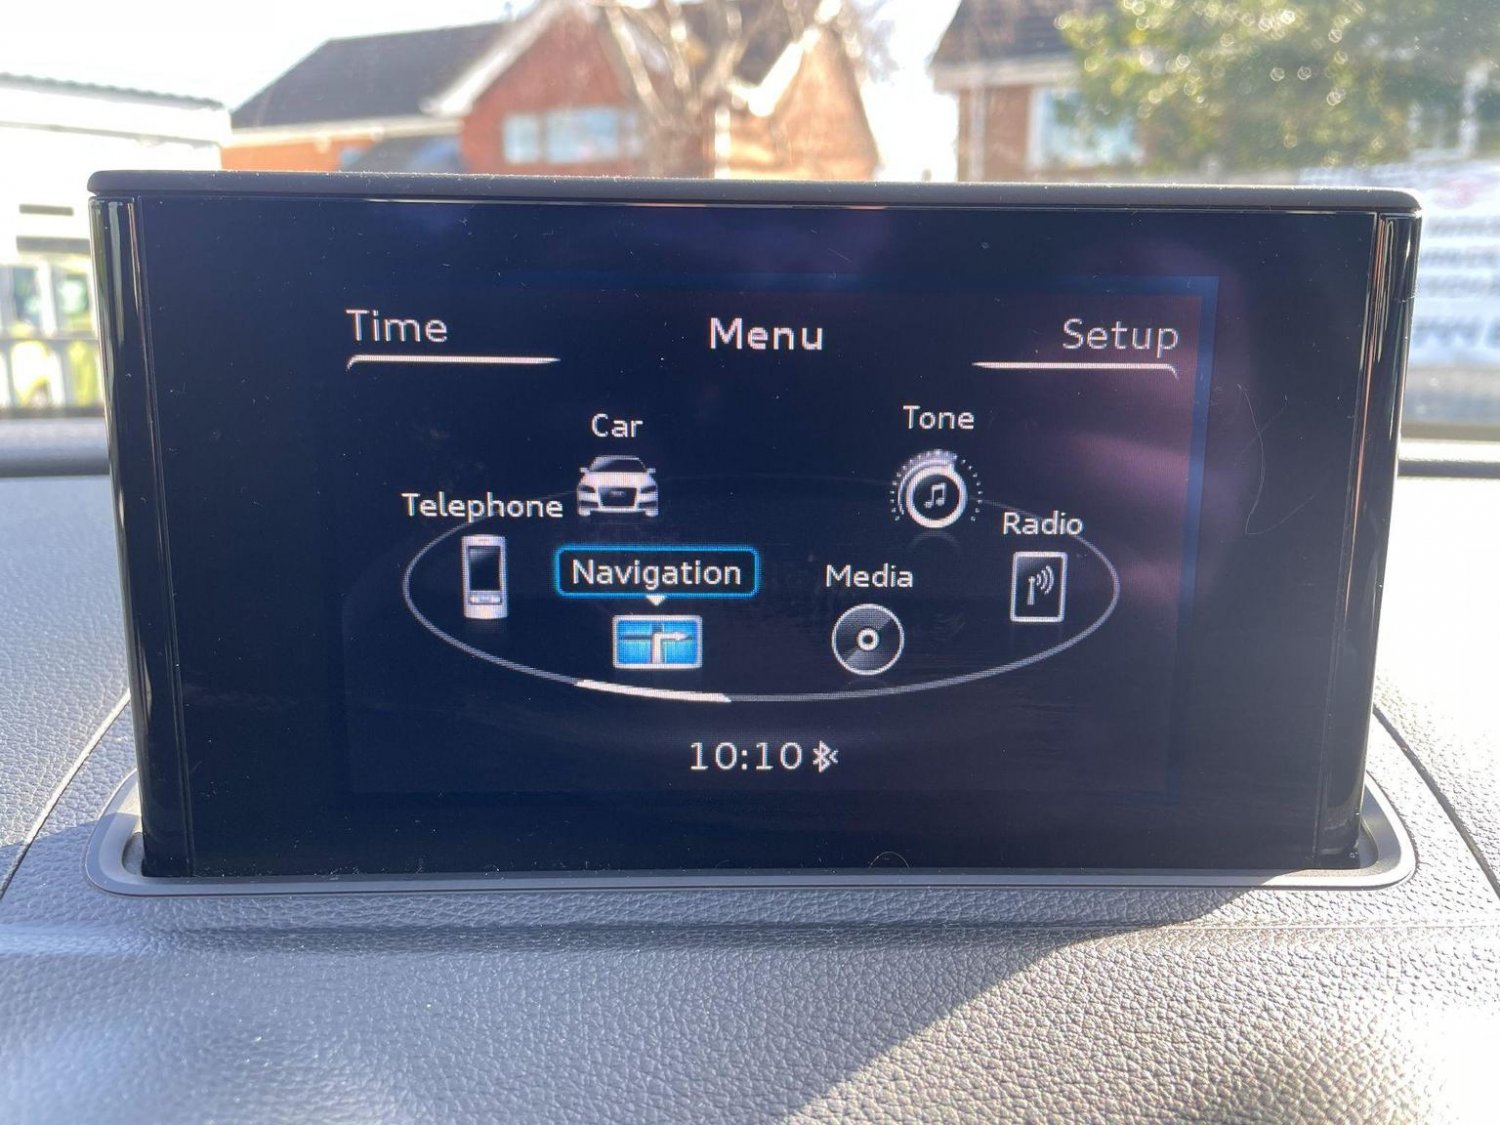 Time Menu Setup
Car Tone
Telephone Radio
Navigation Media
10:10